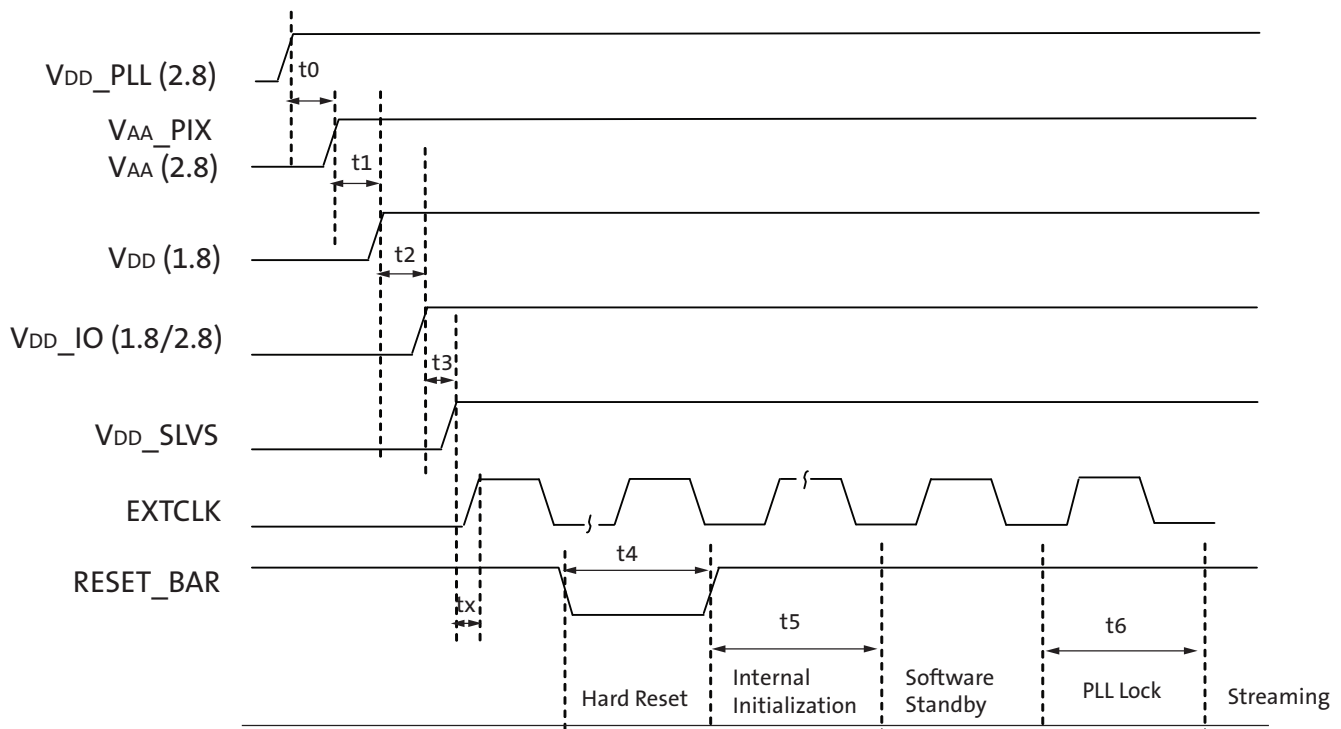 VDD_PLL (2.8)
t0
VAA_PIX
VAA (2.8)
t1
VDD (1.8)
t2
VDD_IO (1.8/2.8)
t3
VDD_SLVS
EXTCLK
RESET_BAR
tx
t4
t5
t6
Hard Reset
Internal
Initialization
Software
Standby
PLL Lock
Streaming